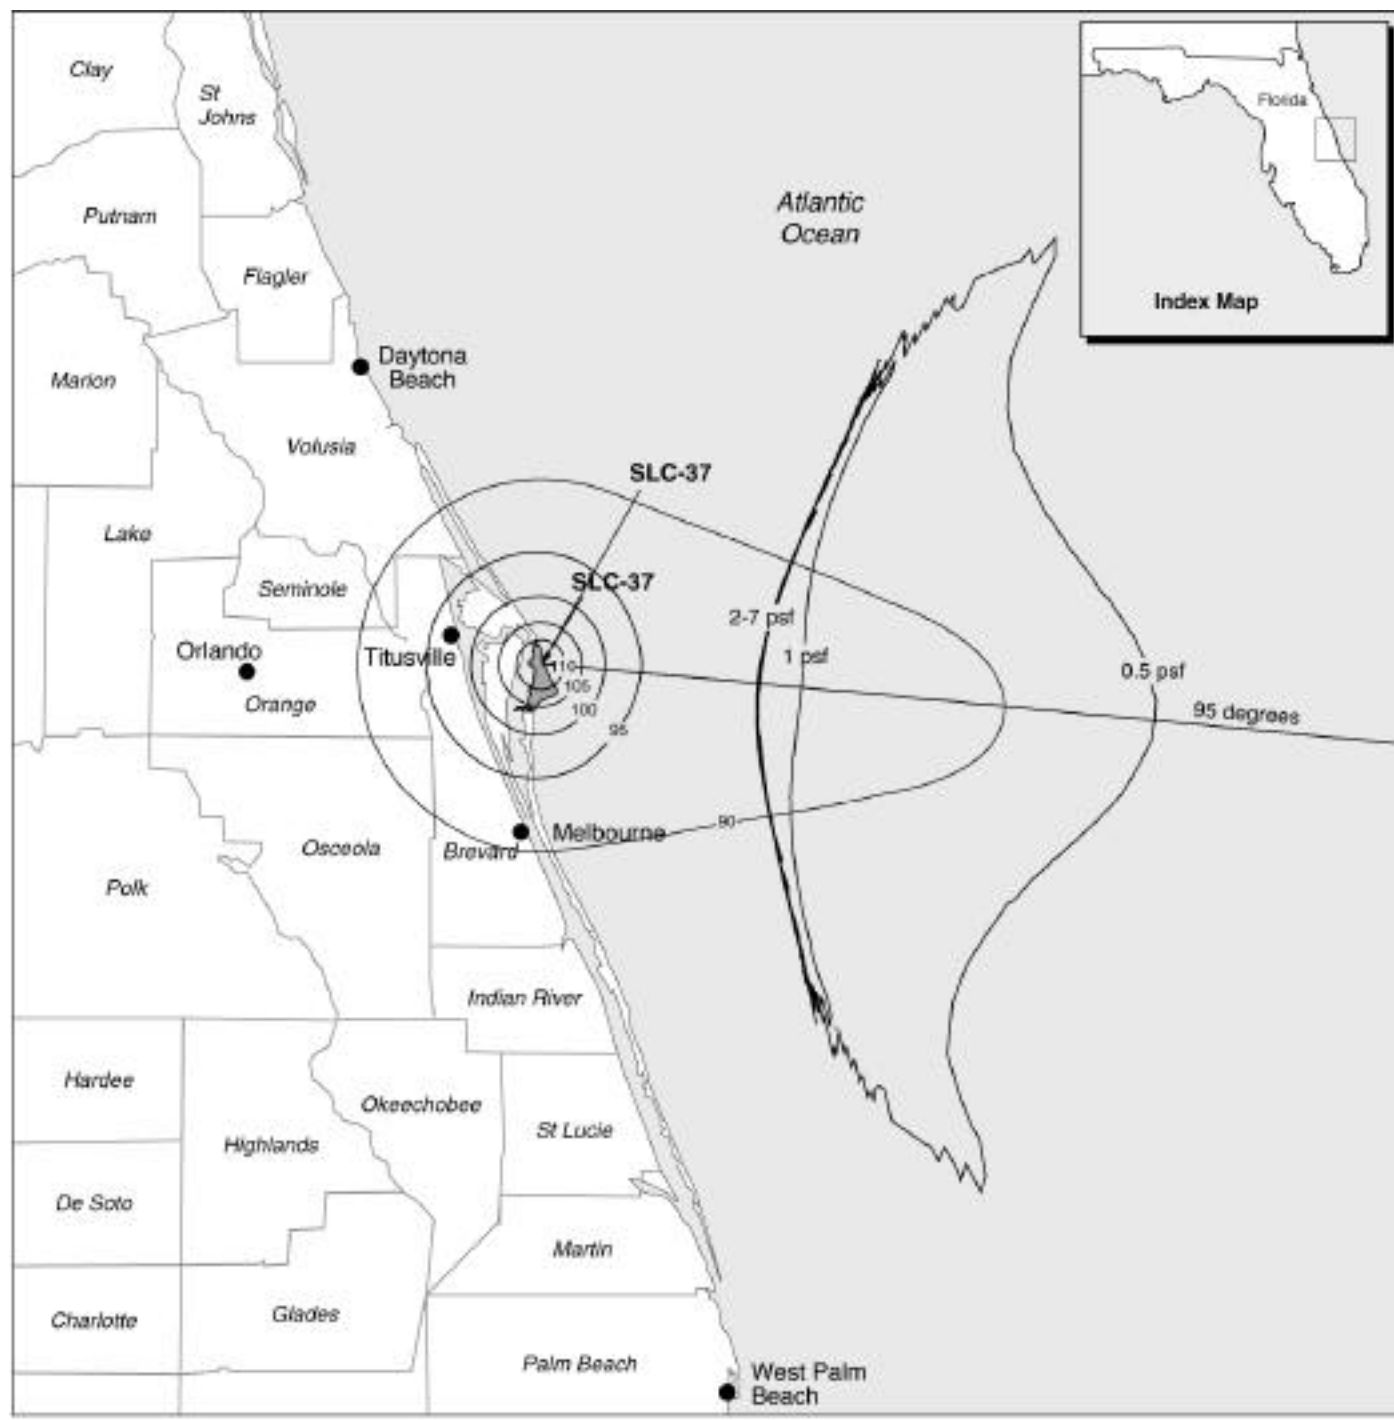 Clay
St
Johns
Florida
Atlantic
Ocean
Putnam
Flagler
Index Map
Daytona
Beach
Marion
Volusia
SLC-37
Lake
SLC-37
Seminole
2-7 psf
Orlando
Titusville
1 psf
110
0.5 psf
105
Orange
100
95 degrees
95
90
Melbourne
Osceola
Brevard
Polk
Indian River
Hardee
Okeechobee
St Lucie
Highlands
De Soto
Martin
Glades
Charlotte
Palm Beach
West Palm
Beach